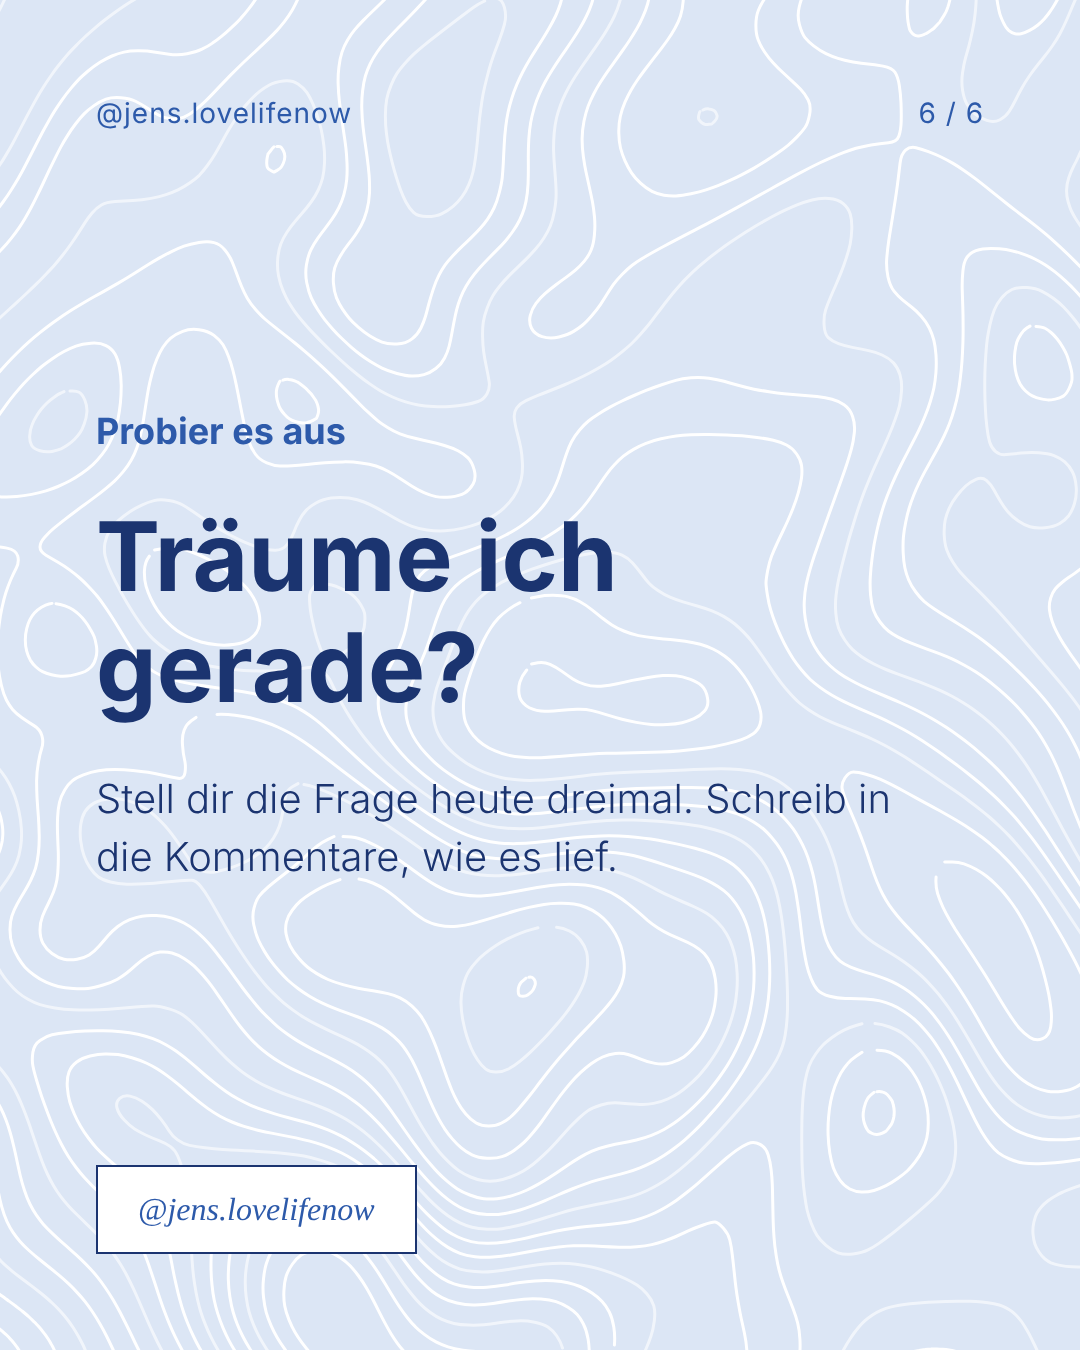 @jens.lovelifenow
6 / 6
Probier es aus
Träume ich
gerade?
Stell dir die Frage heute dreimal. Schreib in
die Kommentare, wie es lief.
@jens.lovelifenow